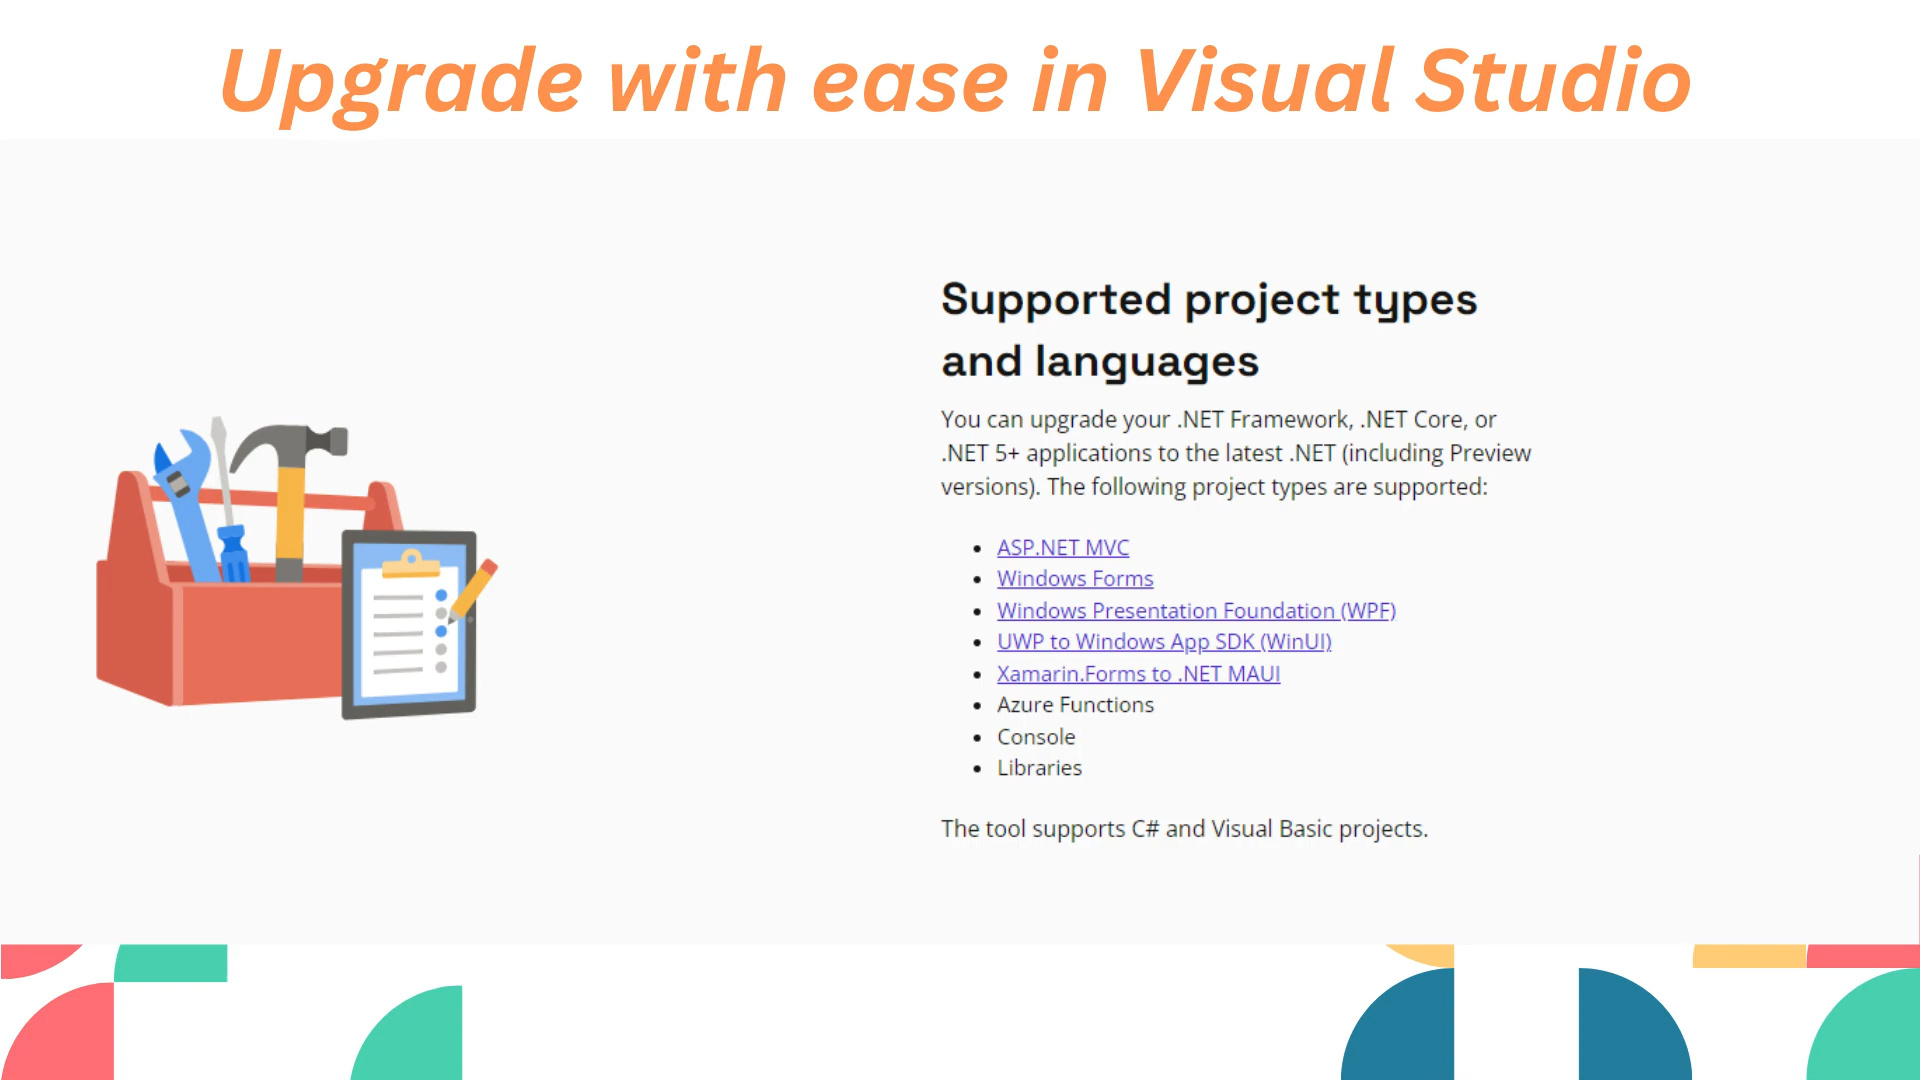 Upgrade with ease in Visual Studio
Supported project types
and languages
You can upgrade your .NET Framework, .NET Core, or
.NET 5+ applications to the latest .NET (including Preview
versions). The following project types are supported:
• ASP.NET MVC
• Windows Forms
• Windows Presentation Foundation (WPF)
• UWP to Windows App SDK (WinUI)
• Xamarin.Forms to .NET MAUI
• Azure Functions
• Console
• Libraries
The tool supports C# and Visual Basic projects.